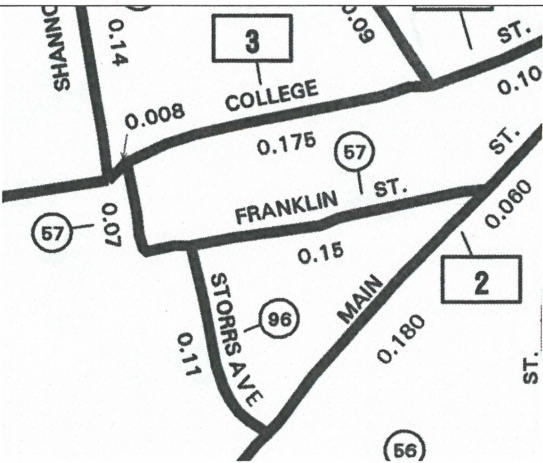 SHANNO
0.14
3
0.09
ST.
0.10
COLLEGE
0.008
0.175
57
ST.
FRANKLIN
ST.
0.060
57
0.07
0.15
2
STORRS AVE
96
MAIN
0.180
0.11
ST.
56